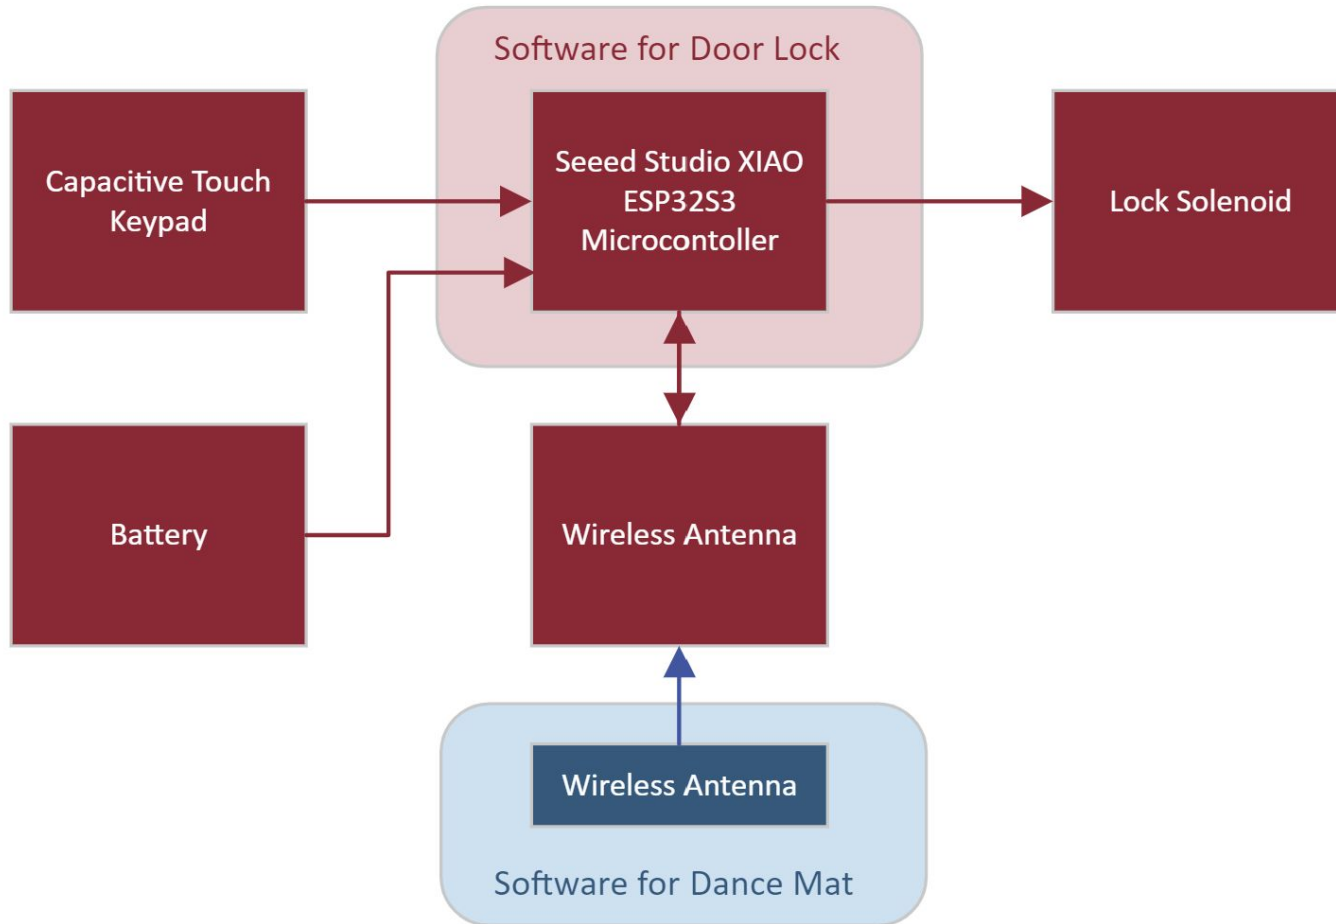 Software for Door Lock
Capacitive Touch
Keypad
Seeed Studio XIAO
ESP32S3
Microcontoller
Lock Solenoid
Battery
Wireless Antenna
Wireless Antenna
Software for Dance Mat